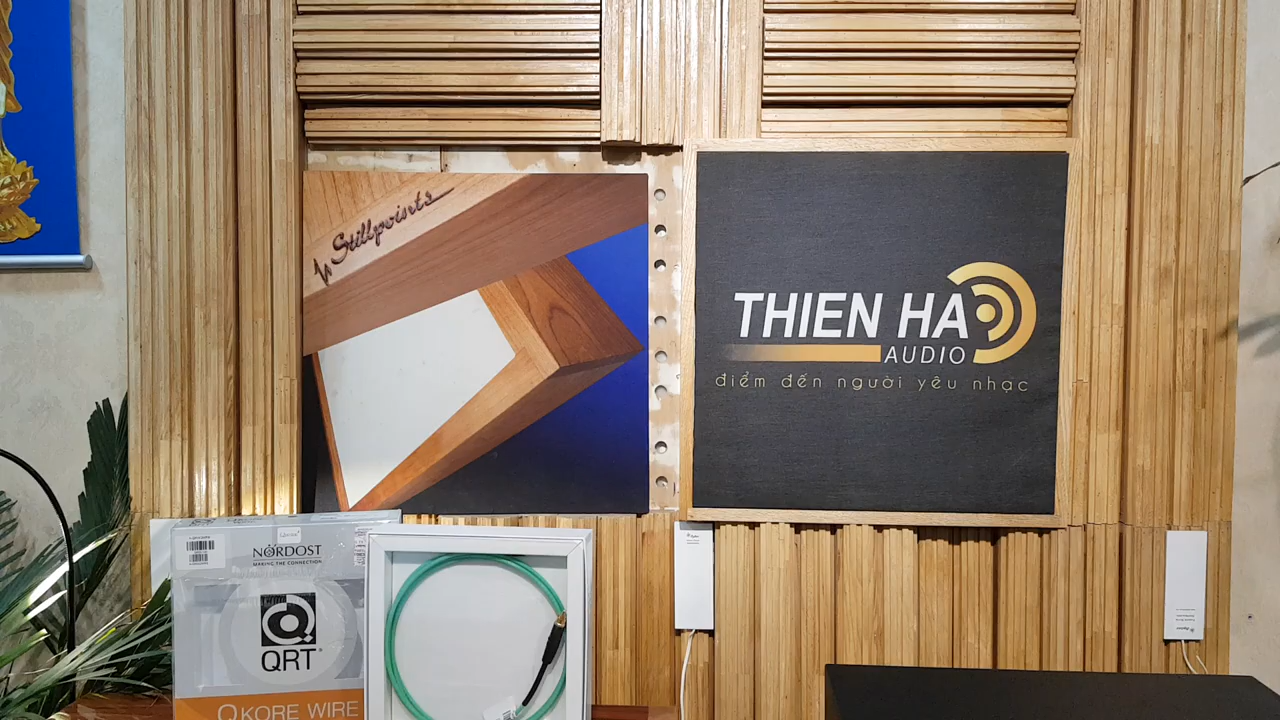 Stillpoints
THIEN HA
AUDIO
điểm đến người yêu nhạc
NORDOST
MAKING THE CONNECTION
QRT
QKORE WIRE